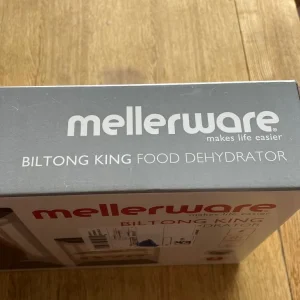 mellerware
makes life easier
BILTONG KING FOOD DEHYDRATOR
mellerware
BILTONG KING